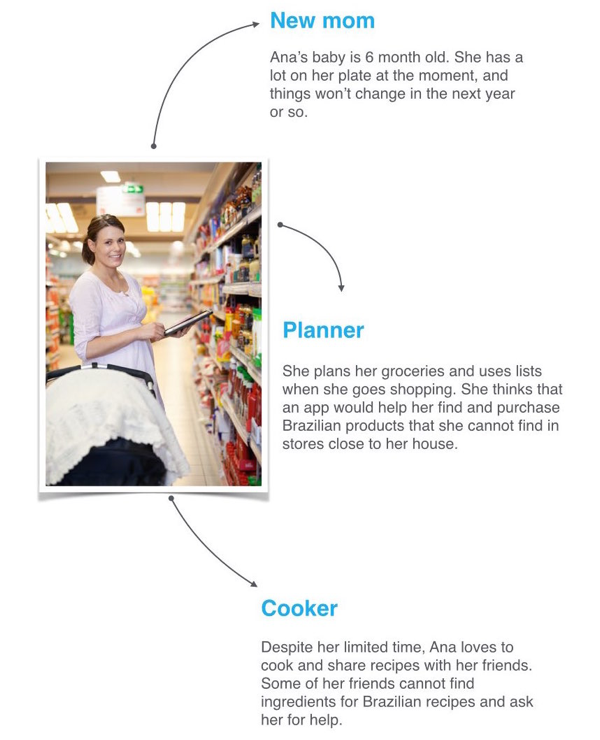 New mom
Ana's baby is 6 month old. She has a
lot on her plate at the moment, and
things won't change in the next year
or so.
Planner
She plans her groceries and uses lists
when she goes shopping. She thinks that
an app would help her find and purchase
Brazilian products that she cannot find in
stores close to her house.
Cooker
Despite her limited time, Ana loves to
cook and share recipes with her friends.
Some of her friends cannot find
ingredients for Brazilian recipes and ask
her for help.